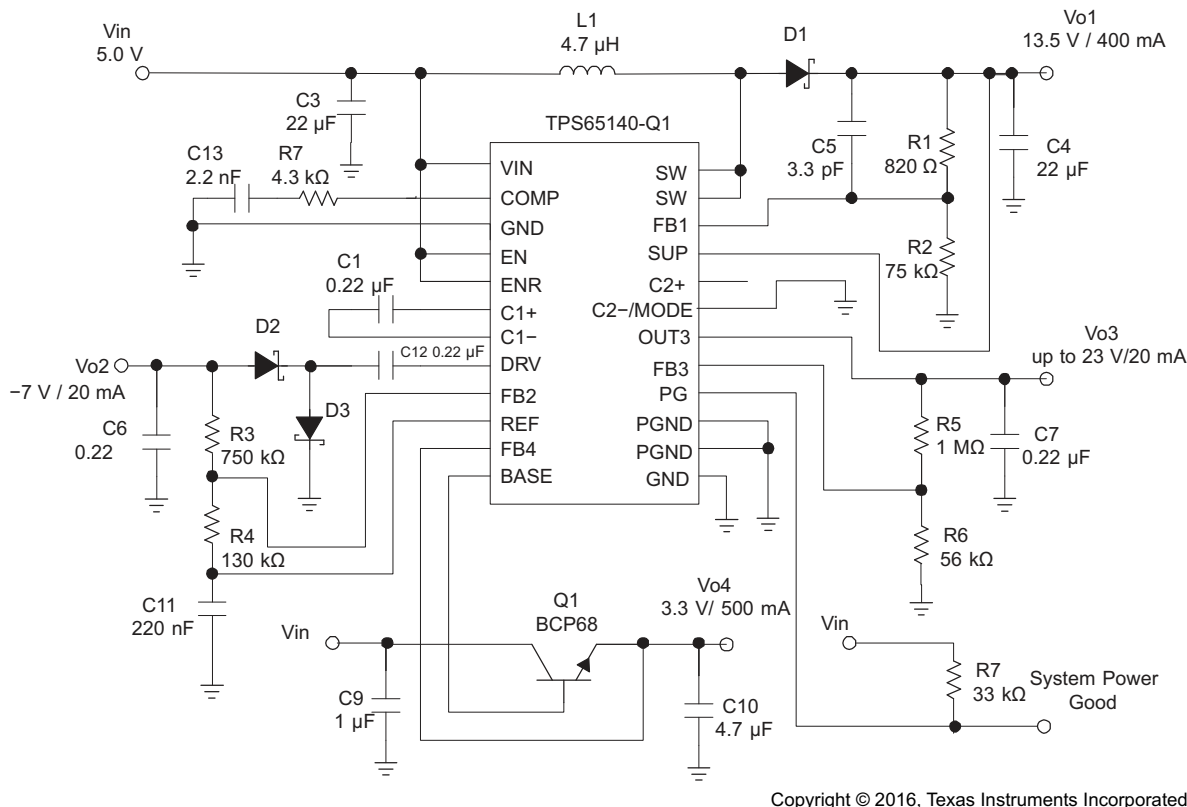 Vin
5.0 V
L1
4.7 µH
D1
Vo1
13.5 V / 400 mA
C3
22 µF
TPS65140-Q1
C5
3.3 pF
R1
820 Ω
C4
22 µF
C13
2.2 nF
R7
4.3 kΩ
VIN
COMP
GND
EN
ENR
C1+
C1−
DRV
FB2
REF
FB4
BASE
SW
SW
FB1
SUP
C2+
C2−/MODE
OUT3
FB3
PG
PGND
PGND
GND
R2
75 kΩ
C1
0.22 µF
D2
C12 0.22 µF
Vo2
−7 V / 20 mA
D3
C6
0.22
R3
750 kΩ
R4
130 kΩ
C11
220 nF
Vo3
up to 23 V/20 mA
R5
1 MΩ
C7
0.22 µF
R6
56 kΩ
Vin
Q1
BCP68
Vo4
3.3 V/ 500 mA
C9
1 µF
C10
4.7 µF
Vin
R7
33 kΩ
System Power
Good
Copyright © 2016, Texas Instruments Incorporated